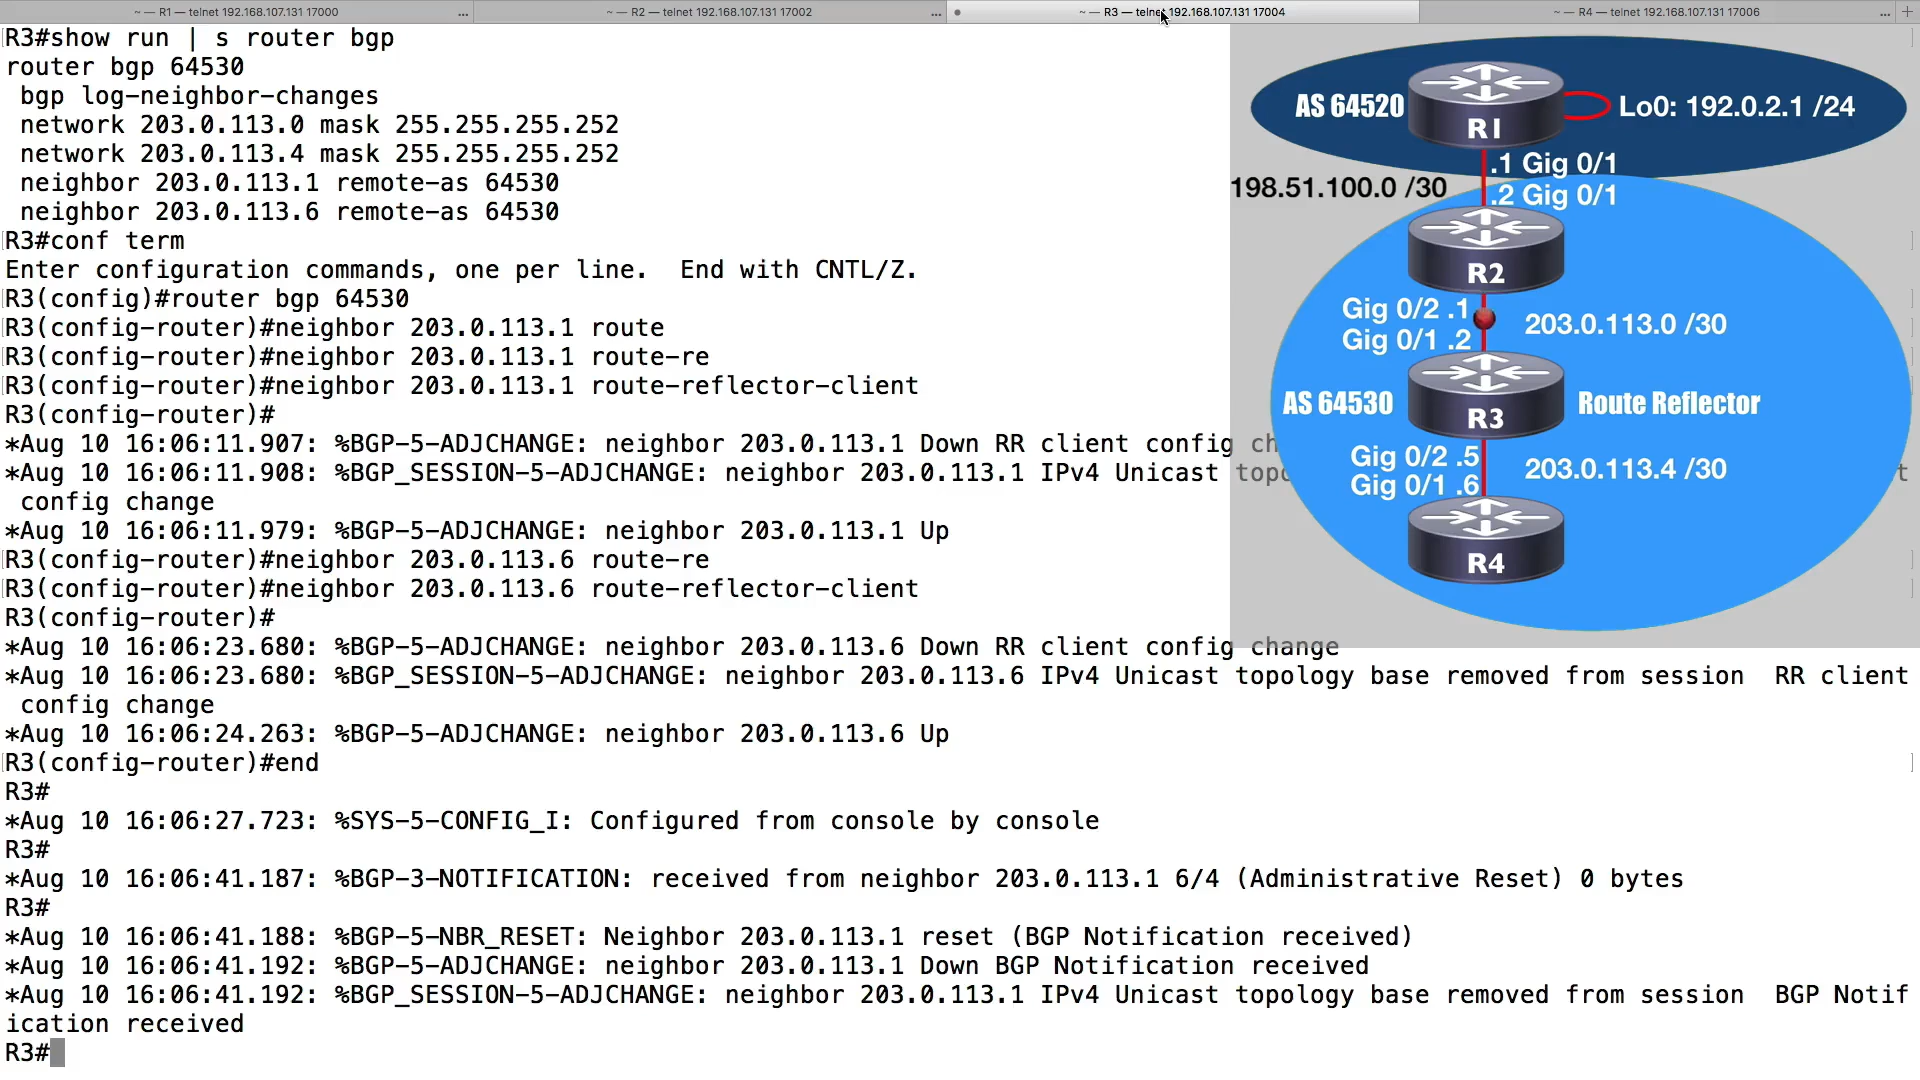 ~ — R1 — telnet 192.168.107.131 17000 ...
~ — R2 — telnet 192.168.107.131 17002 ...
~ — R3 — telnet 192.168.107.131 17004
~ — R4 — telnet 192.168.107.131 17006 ... +
R3#show run | s router bgp
router bgp 64530
 bgp log-neighbor-changes
 network 203.0.113.0 mask 255.255.255.252
 network 203.0.113.4 mask 255.255.255.252
 neighbor 203.0.113.1 remote-as 64530
 neighbor 203.0.113.6 remote-as 64530
R3#conf term
Enter configuration commands, one per line.  End with CNTL/Z.
R3(config)#router bgp 64530
R3(config-router)#neighbor 203.0.113.1 route
R3(config-router)#neighbor 203.0.113.1 route-re
R3(config-router)#neighbor 203.0.113.1 route-reflector-client
R3(config-router)#
*Aug 10 16:06:11.907: %BGP-5-ADJCHANGE: neighbor 203.0.113.1 Down RR client config ch
*Aug 10 16:06:11.908: %BGP_SESSION-5-ADJCHANGE: neighbor 203.0.113.1 IPv4 Unicast topo t
 config change
*Aug 10 16:06:11.979: %BGP-5-ADJCHANGE: neighbor 203.0.113.1 Up
R3(config-router)#neighbor 203.0.113.6 route-re
R3(config-router)#neighbor 203.0.113.6 route-reflector-client
R3(config-router)#
*Aug 10 16:06:23.680: %BGP-5-ADJCHANGE: neighbor 203.0.113.6 Down RR client config change
*Aug 10 16:06:23.680: %BGP_SESSION-5-ADJCHANGE: neighbor 203.0.113.6 IPv4 Unicast topology base removed from session  RR client
 config change
*Aug 10 16:06:24.263: %BGP-5-ADJCHANGE: neighbor 203.0.113.6 Up
R3(config-router)#end
R3#
*Aug 10 16:06:27.723: %SYS-5-CONFIG_I: Configured from console by console
R3#
*Aug 10 16:06:41.187: %BGP-3-NOTIFICATION: received from neighbor 203.0.113.1 6/4 (Administrative Reset) 0 bytes
R3#
*Aug 10 16:06:41.188: %BGP-5-NBR_RESET: Neighbor 203.0.113.1 reset (BGP Notification received)
*Aug 10 16:06:41.192: %BGP-5-ADJCHANGE: neighbor 203.0.113.1 Down BGP Notification received
*Aug 10 16:06:41.192: %BGP_SESSION-5-ADJCHANGE: neighbor 203.0.113.1 IPv4 Unicast topology base removed from session  BGP Notif
ication received
R3#
AS 64520
R1
Lo0: 192.0.2.1 /24
.1 Gig 0/1
198.51.100.0 /30
.2 Gig 0/1
R2
Gig 0/2 .1
203.0.113.0 /30
Gig 0/1 .2
AS 64530
R3
Route Reflector
Gig 0/2 .5
203.0.113.4 /30
Gig 0/1 .6
R4